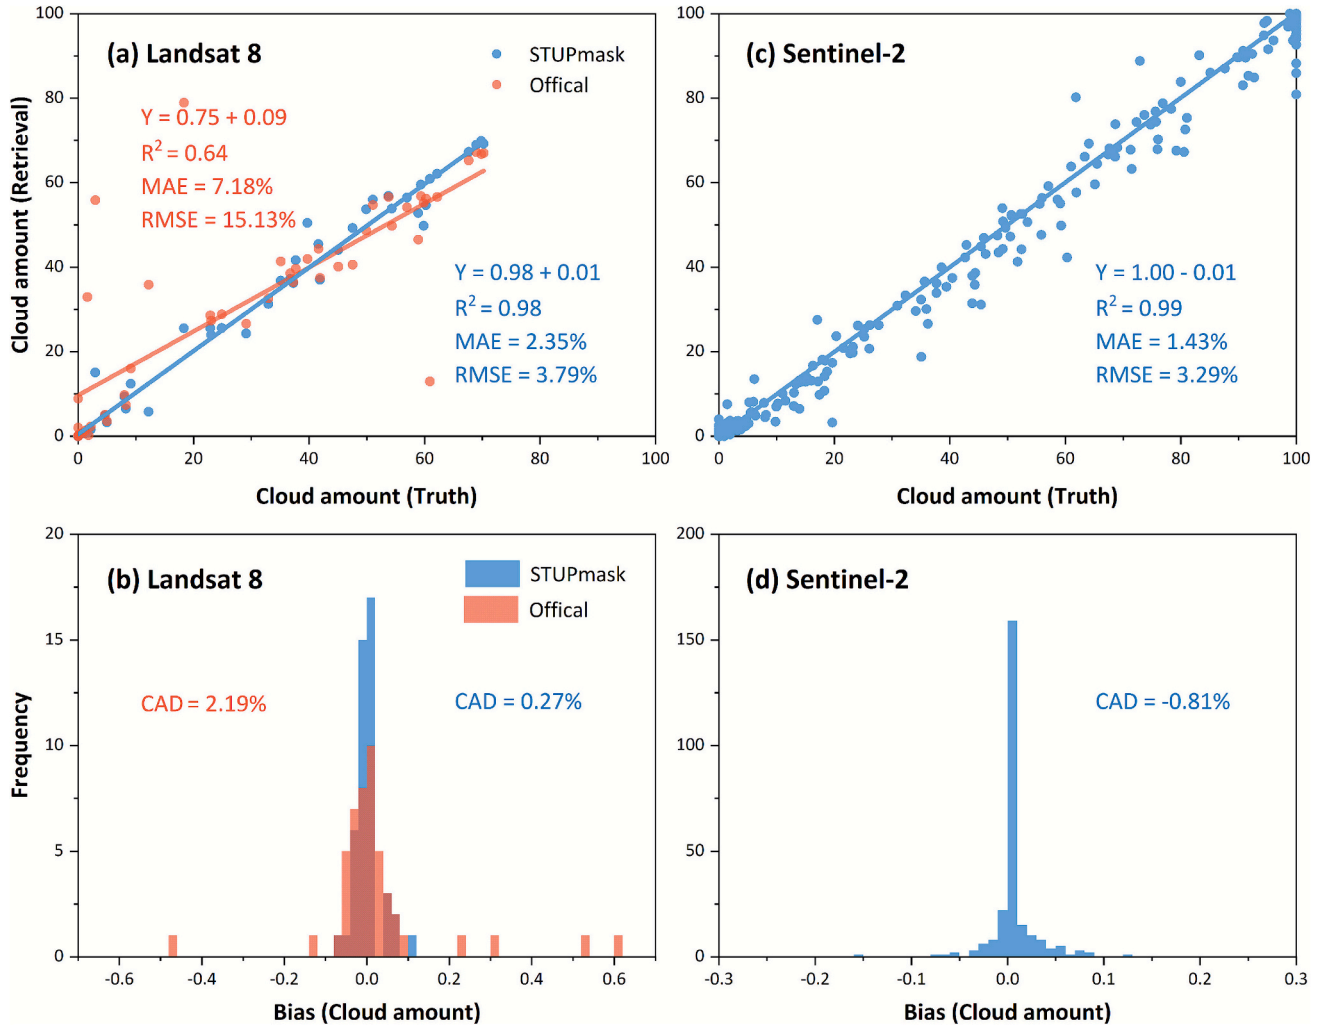 (a) Landsat 8
STUPmask
Offical
Y = 0.75 + 0.09
R² = 0.64
MAE = 7.18%
RMSE = 15.13%
Y = 0.98 + 0.01
R² = 0.98
MAE = 2.35%
RMSE = 3.79%
100
80
60
40
20
0
0
20
40
60
80
100
Cloud amount (Retrieval)
Cloud amount (Truth)
(c) Sentinel-2
Y = 1.00 - 0.01
R² = 0.99
MAE = 1.43%
RMSE = 3.29%
100
80
60
40
20
0
0
20
40
60
80
100
Cloud amount (Truth)
(b) Landsat 8
STUPmask
Offical
CAD = 2.19%
CAD = 0.27%
20
15
10
5
0
-0.6
-0.4
-0.2
0.0
0.2
0.4
0.6
Frequency
Bias (Cloud amount)
(d) Sentinel-2
CAD = -0.81%
200
150
100
50
0
-0.3
-0.2
-0.1
0.0
0.1
0.2
0.3
Bias (Cloud amount)